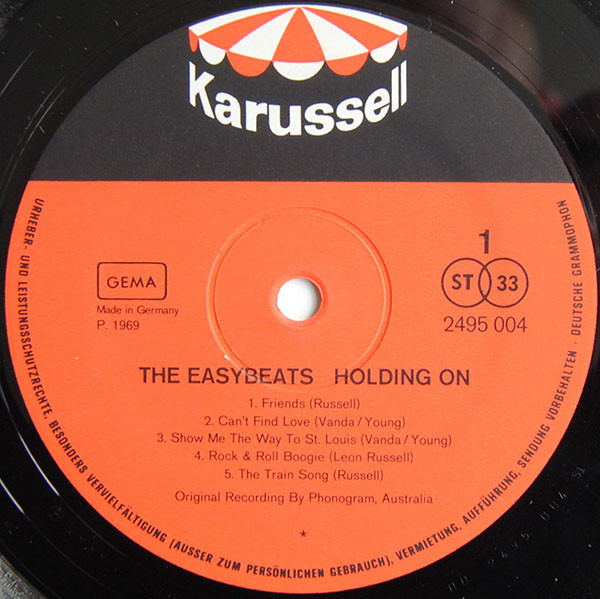 Karussell
1
ST 33
2495 004
GEMA
Made in Germany
P. 1969
THE EASYBEATS HOLDING ON
1. Friends (Russell)
2. Can't Find Love (Vanda / Young)
3. Show Me The Way To St. Louis (Vanda / Young)
4. Rock & Roll Boogie (Leon Russell)
5. The Train Song (Russell)
Original Recording By Phonogram, Australia
*
URHEBER- UND LEISTUNGSSCHUTZRECHTE, BESONDERS VERVIELFÄLTIGUNG (AUSSER ZUM PERSÖNLICHEN GEBRAUCH), VERMIETUNG, AUFFÜHRUNG, SENDUNG VORBEHALTEN · DEUTSCHE GRAMMOPHON